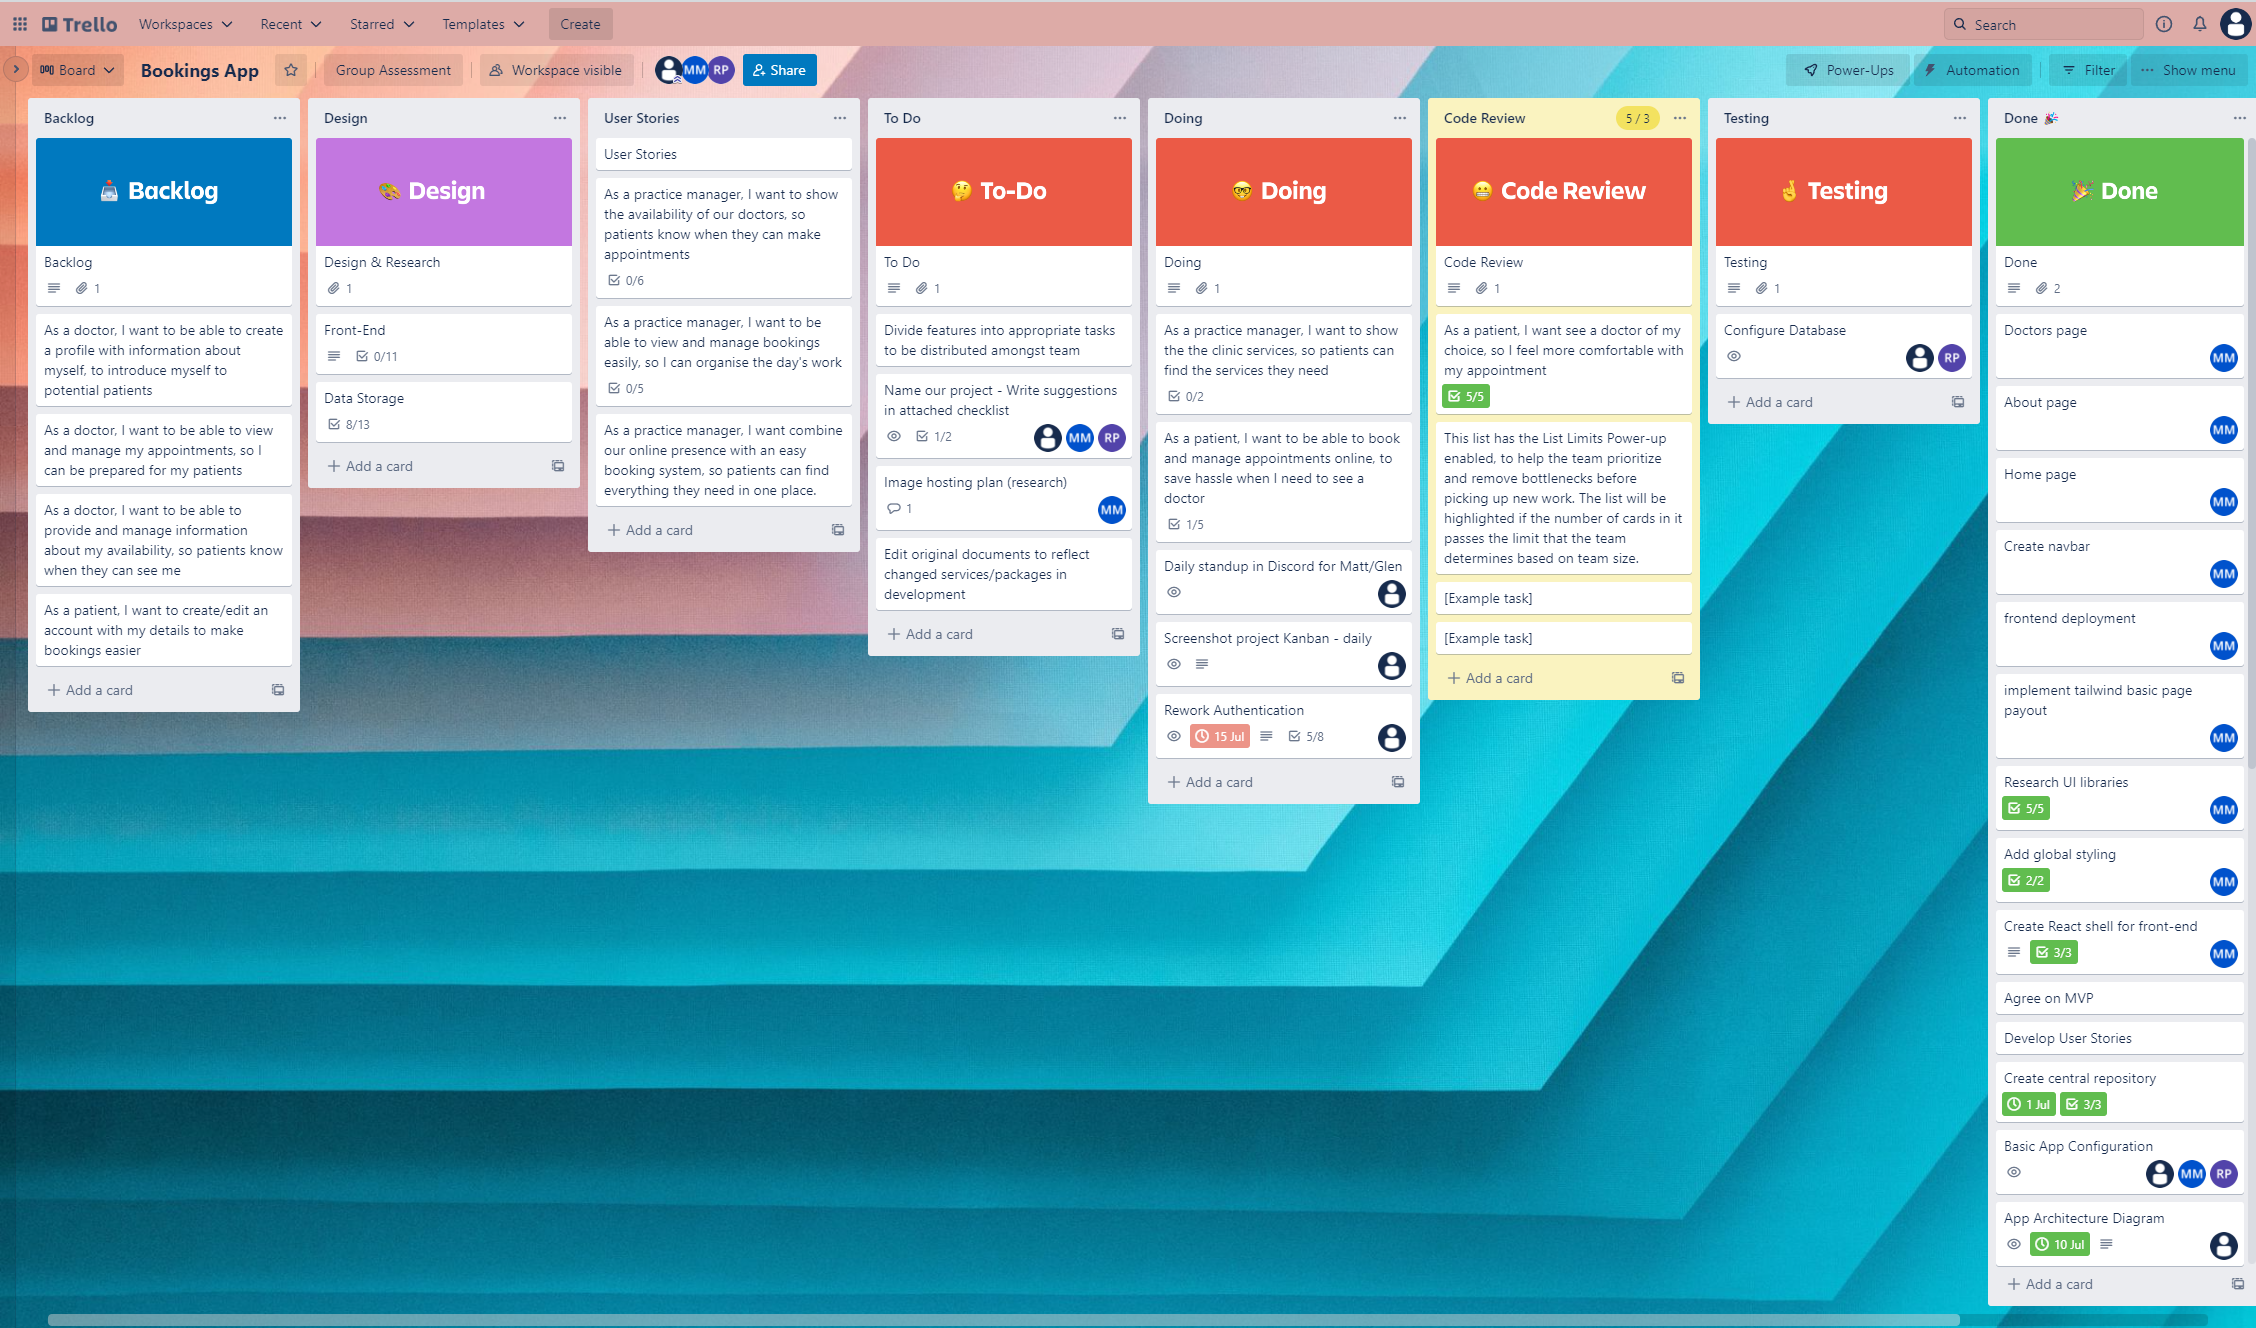 Trello
Workspaces
Recent
Starred
Templates
Create
Search
Board
Bookings App
Group Assessment
Workspace visible
MM
RP
Share
Power-Ups
Automation
Filter
Show menu
Backlog
Backlog
Backlog
1
As a doctor, I want to be able to create
a profile with information about
myself, to introduce myself to
potential patients
As a doctor, I want to be able to view
and manage my appointments, so I
can be prepared for my patients
As a doctor, I want to be able to
provide and manage information
about my availability, so patients know
when they can see me
As a patient, I want to create/edit an
account with my details to make
bookings easier
Add a card
Design
Design
Design & Research
1
Front-End
0/11
Data Storage
8/13
Add a card
User Stories
User Stories
As a practice manager, I want to show
the availability of our doctors, so
patients know when they can make
appointments
0/6
As a practice manager, I want to be
able to view and manage bookings
easily, so I can organise the day's work
0/5
As a practice manager, I want combine
our online presence with an easy
booking system, so patients can find
everything they need in one place.
Add a card
To Do
To-Do
To Do
1
Divide features into appropriate tasks
to be distributed amongst team
Name our project - Write suggestions
in attached checklist
1/2
MM
RP
Image hosting plan (research)
1
MM
Edit original documents to reflect
changed services/packages in
development
Add a card
Doing
Doing
Doing
1
As a practice manager, I want to show
the the clinic services, so patients can
find the services they need
0/2
As a patient, I want to be able to book
and manage appointments online, to
save hassle when I need to see a
doctor
1/5
Daily standup in Discord for Matt/Glen
Screenshot project Kanban - daily
Rework Authentication
15 Jul
5/8
Add a card
Code Review
5 / 3
Code Review
Code Review
1
As a patient, I want see a doctor of my
choice, so I feel more comfortable with
my appointment
5/5
This list has the List Limits Power-up
enabled, to help the team prioritize
and remove bottlenecks before
picking up new work. The list will be
highlighted if the number of cards in it
passes the limit that the team
determines based on team size.
[Example task]
[Example task]
Add a card
Testing
Testing
Testing
1
Configure Database
RP
Add a card
Done
Done
Done
2
Doctors page
MM
About page
MM
Home page
MM
Create navbar
MM
frontend deployment
MM
implement tailwind basic page
payout
MM
Research UI libraries
5/5
MM
Add global styling
2/2
MM
Create React shell for front-end
3/3
MM
Agree on MVP
Develop User Stories
Create central repository
1 Jul
3/3
Basic App Configuration
MM
RP
App Architecture Diagram
10 Jul
Add a card